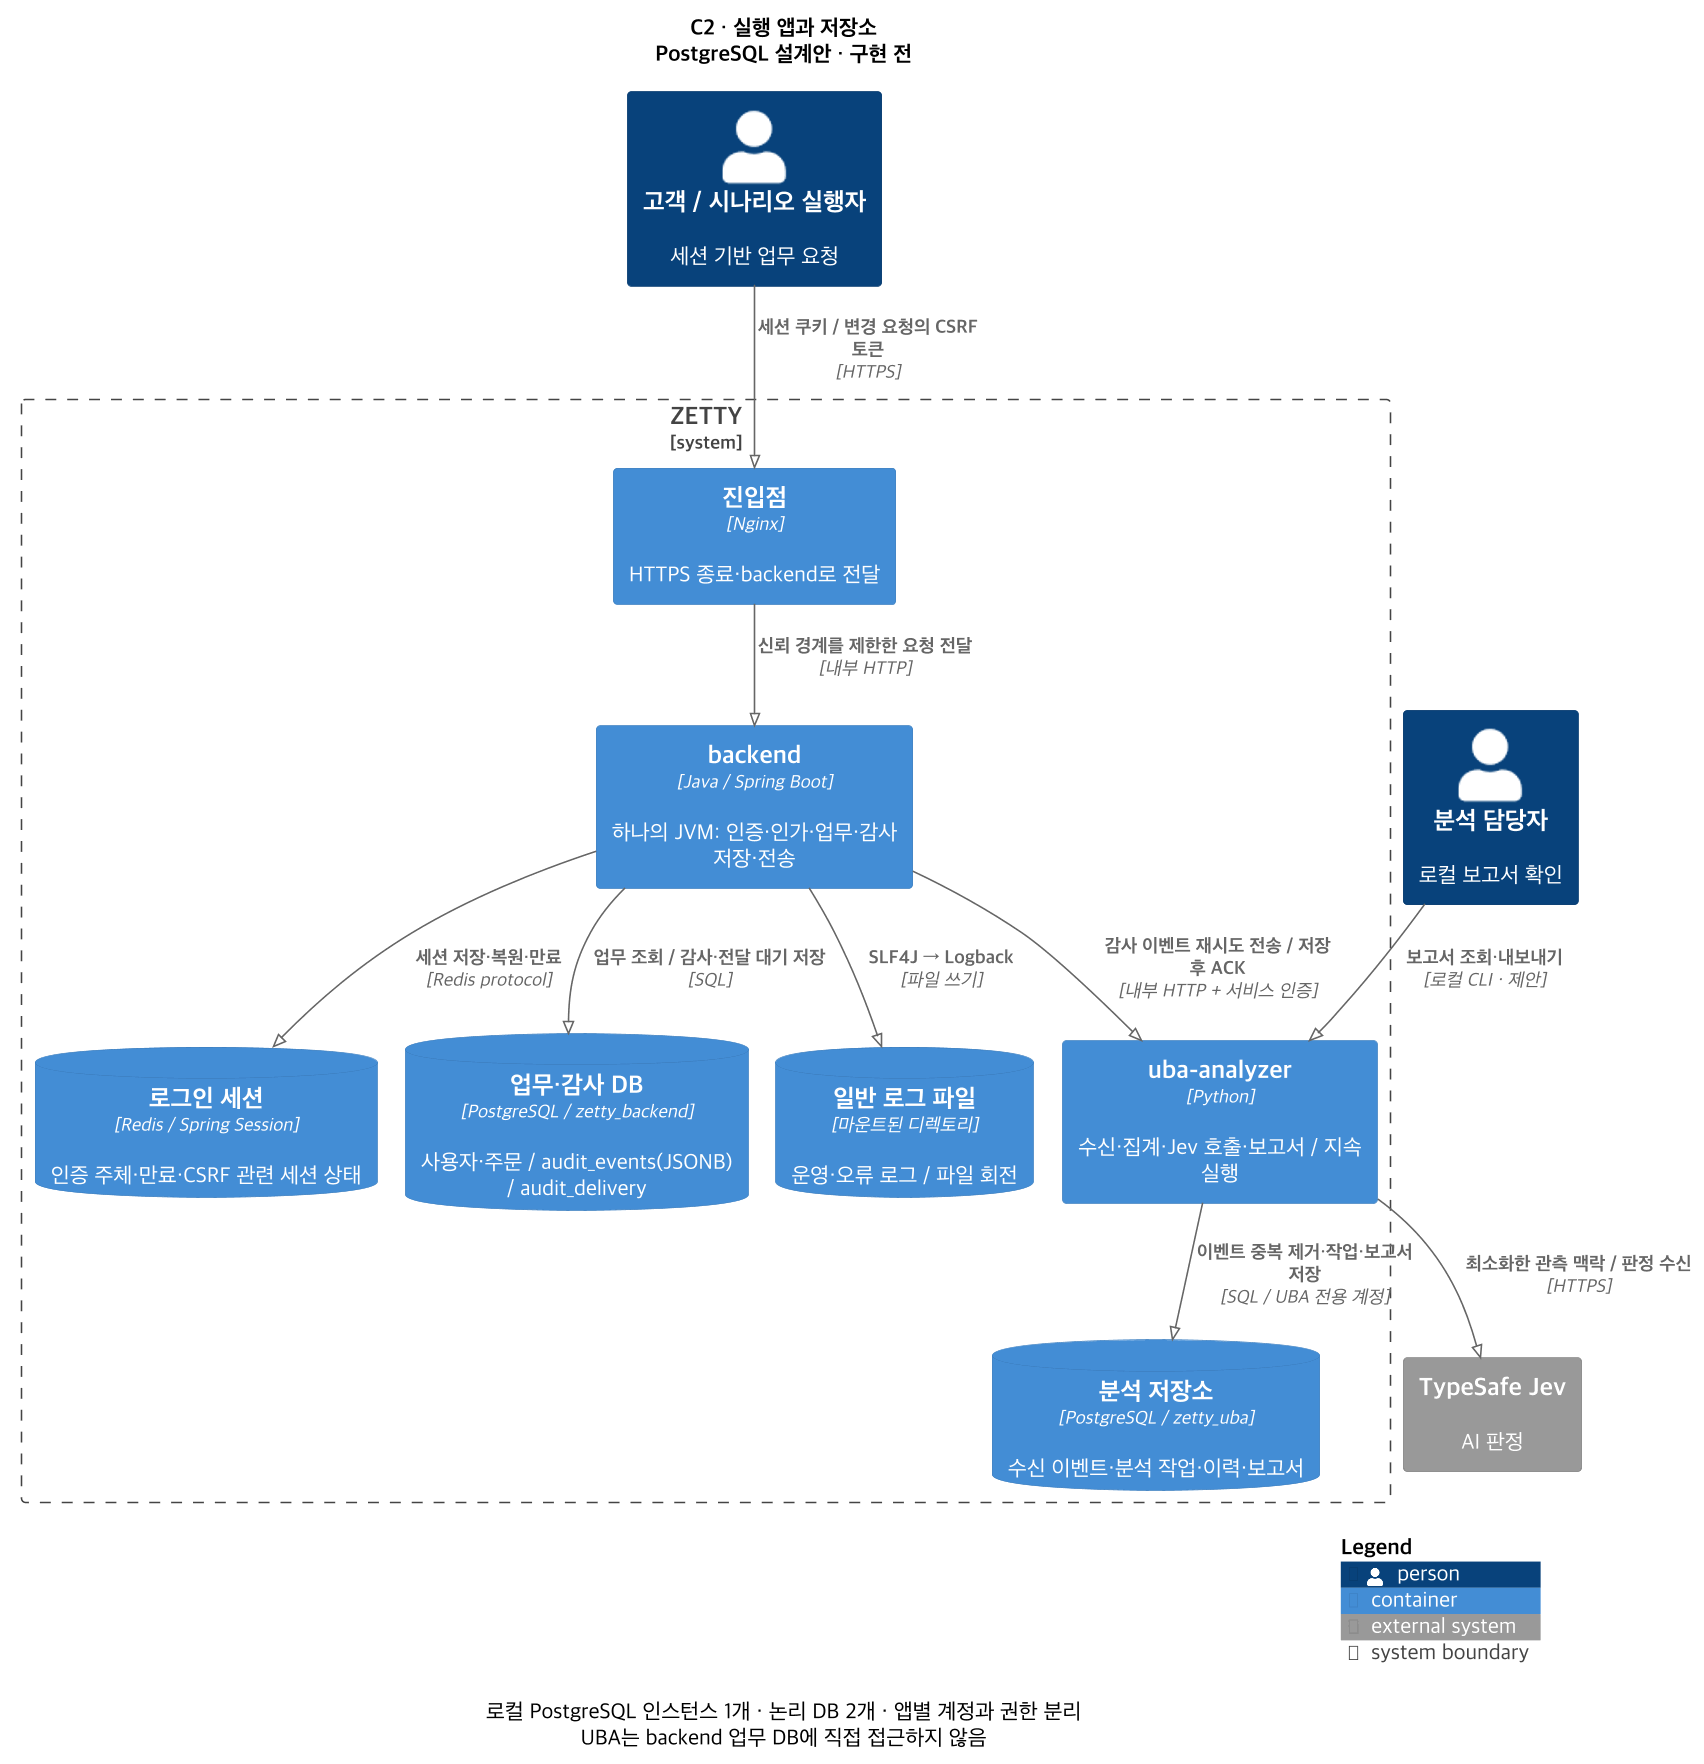 C2 · 실행 앱과 저장소
PostgreSQL 설계안 · 구현 전
고객 / 시나리오 실행자
세션 기반 업무 요청
세션 쿠키 / 변경 요청의 CSRF
토큰
[HTTPS]
ZETTY
[system]
진입점
[Nginx]
HTTPS 종료·backend로 전달
신뢰 경계를 제한한 요청 전달
[내부 HTTP]
backend
[Java / Spring Boot]
하나의 JVM: 인증·인가·업무·감사
저장·전송
분석 담당자
로컬 보고서 확인
세션 저장·복원·만료
[Redis protocol]
업무 조회 / 감사·전달 대기 저장
[SQL]
SLF4J → Logback
[파일 쓰기]
감사 이벤트 재시도 전송 / 저장
후 ACK
[내부 HTTP + 서비스 인증]
보고서 조회·내보내기
[로컬 CLI · 제안]
로그인 세션
[Redis / Spring Session]
인증 주체·만료·CSRF 관련 세션 상태
업무·감사 DB
[PostgreSQL / zetty_backend]
사용자·주문 / audit_events(JSONB)
/ audit_delivery
일반 로그 파일
[마운트된 디렉토리]
운영·오류 로그 / 파일 회전
uba-analyzer
[Python]
수신·집계·Jev 호출·보고서 / 지속
실행
이벤트 중복 제거·작업·보고서
저장
[SQL / UBA 전용 계정]
최소화한 관측 맥락 / 판정 수신
[HTTPS]
분석 저장소
[PostgreSQL / zetty_uba]
수신 이벤트·분석 작업·이력·보고서
TypeSafe Jev
AI 판정
Legend
person
container
external system
system boundary
로컬 PostgreSQL 인스턴스 1개 · 논리 DB 2개 · 앱별 계정과 권한 분리
UBA는 backend 업무 DB에 직접 접근하지 않음